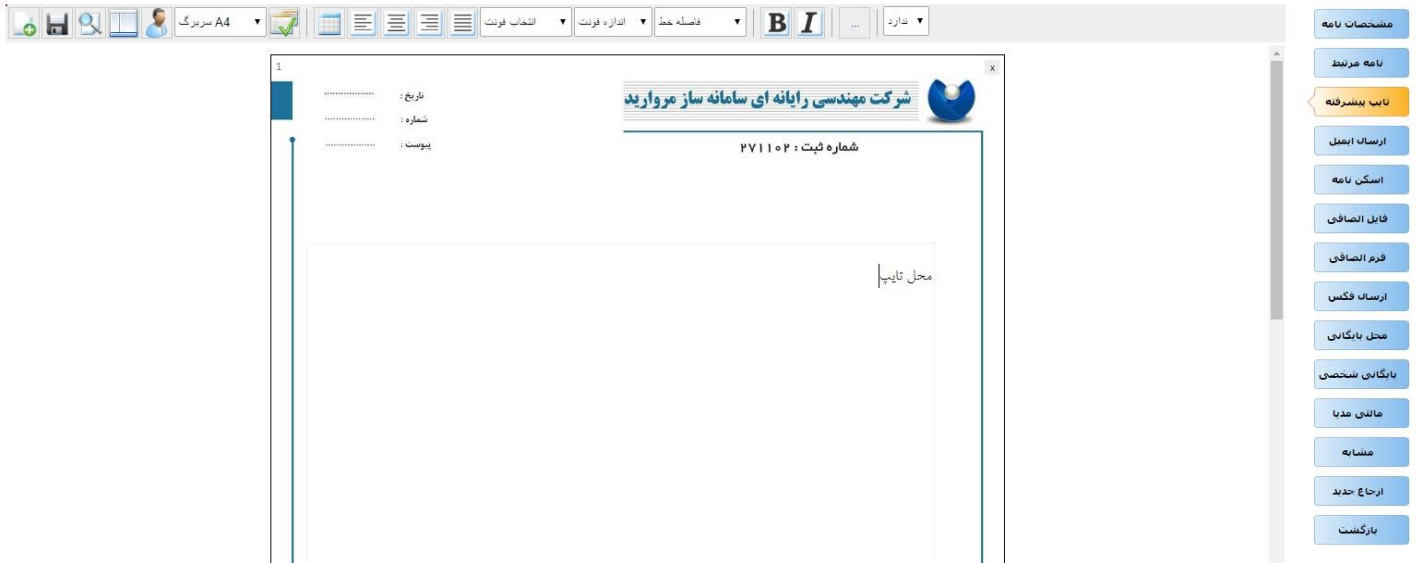 سربرگ A4
انتخاب فونت
اندازه فونت
فاصله خط
B I
...
ندارد
مشخصات نامه
نامه مرتبط
تایپ پیشرفته
ارسال ایمیل
اسکن نامه
فایل الصاقی
فرم الصاقی
ارسال فکس
محل بایگانی
بایگانی شخصی
مالتی مدیا
مشابه
ارجاع جدید
بازگشت
1
x
شرکت مهندسی رایانه ای سامانه ساز مروارید
شماره ثبت : ۲۷۱۱۰۲
تاریخ : ..................
شماره : ..................
پیوست : ..................
محل تایپ